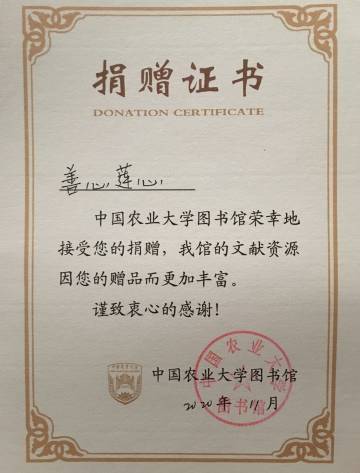 捐赠证书
DONATION CERTIFICATE
善心莲心
中国农业大学图书馆荣幸地
接受您的捐赠，我馆的文献资源
因您的赠品而更加丰富。
谨致衷心的感谢！
中国农业大学图书馆
2020年 11月
中国农业大学
图书馆